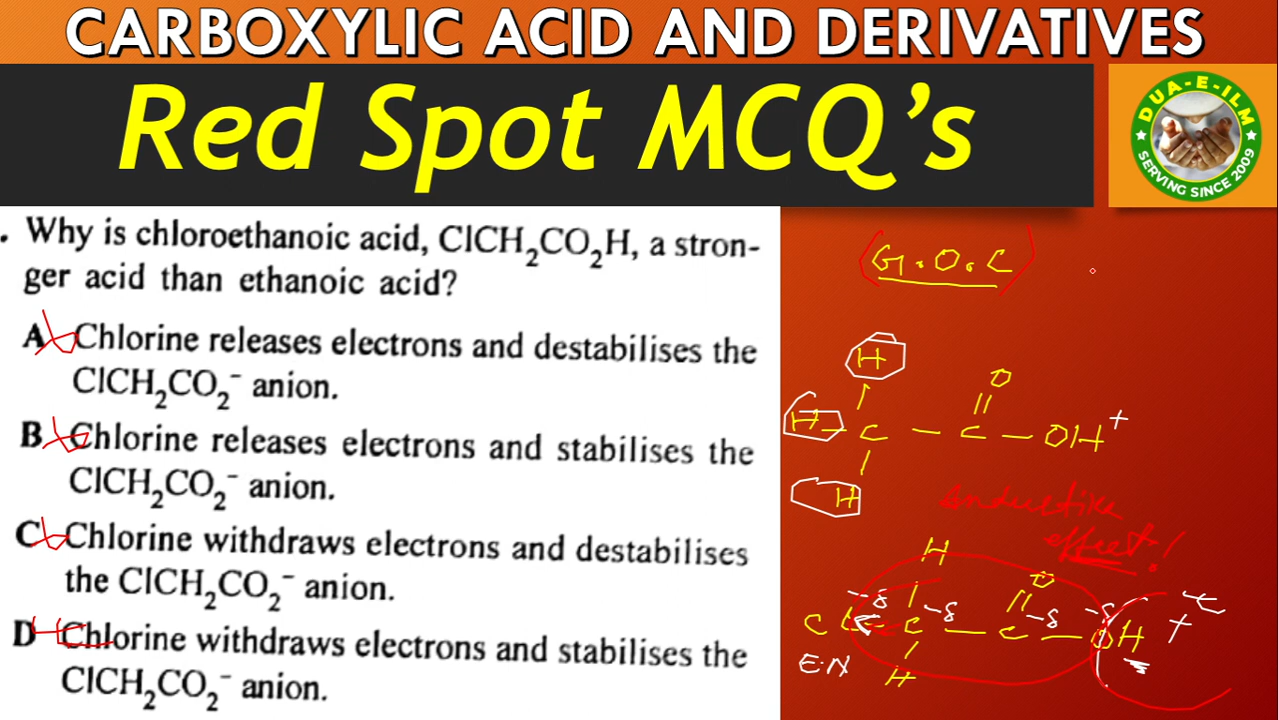 CARBOXYLIC ACID AND DERIVATIVES
Red Spot MCQ's
DUA-E-ILM
SERVING SINCE 2009
. Why is chloroethanoic acid, ClCH₂CO₂H, a stron-
ger acid than ethanoic acid?
A Chlorine releases electrons and destabilises the
ClCH₂CO₂⁻ anion.
B Chlorine releases electrons and stabilises the
ClCH₂CO₂⁻ anion.
C Chlorine withdraws electrons and destabilises
the ClCH₂CO₂⁻ anion.
D Chlorine withdraws electrons and stabilises the
ClCH₂CO₂⁻ anion.
(G.O.C)
H
O
H - C - C - OH +
H
Inductive
effect!
H
O
-δ -δ -δ -δ
C - C - OH +
E.N
H